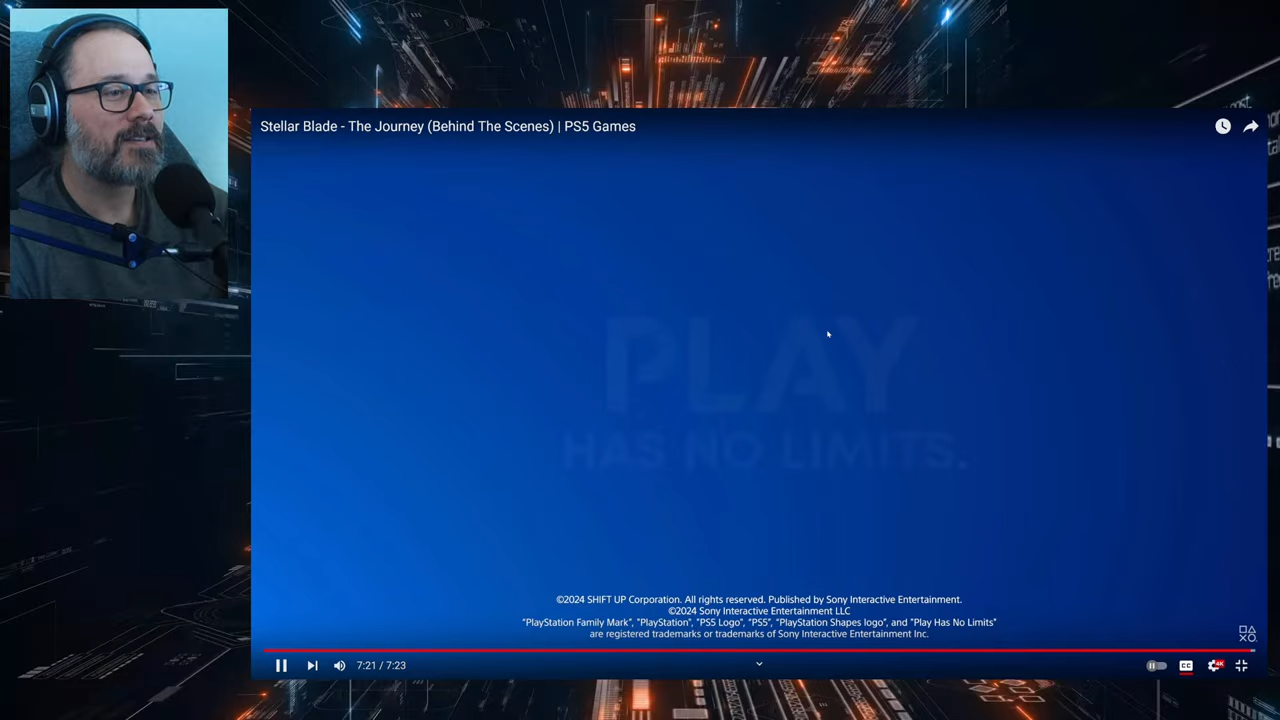 Stellar Blade - The Journey (Behind The Scenes) | PS5 Games
PLAY
HAS NO LIMITS.
©2024 SHIFT UP Corporation. All rights reserved. Published by Sony Interactive Entertainment.
©2024 Sony Interactive Entertainment LLC
"PlayStation Family Mark", "PlayStation", "PS5 Logo", "PS5", "PlayStation Shapes logo", and "Play Has No Limits"
are registered trademarks or trademarks of Sony Interactive Entertainment Inc.
7:21 / 7:23
CC
4K